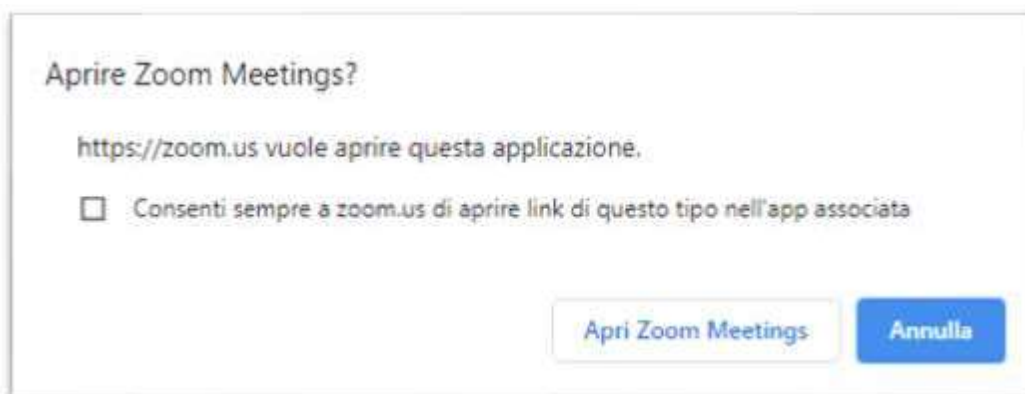 Aprire Zoom Meetings?
https://zoom.us vuole aprire questa applicazione.
Consenti sempre a zoom.us di aprire link di questo tipo nell'app associata
Apri Zoom Meetings
Annulla